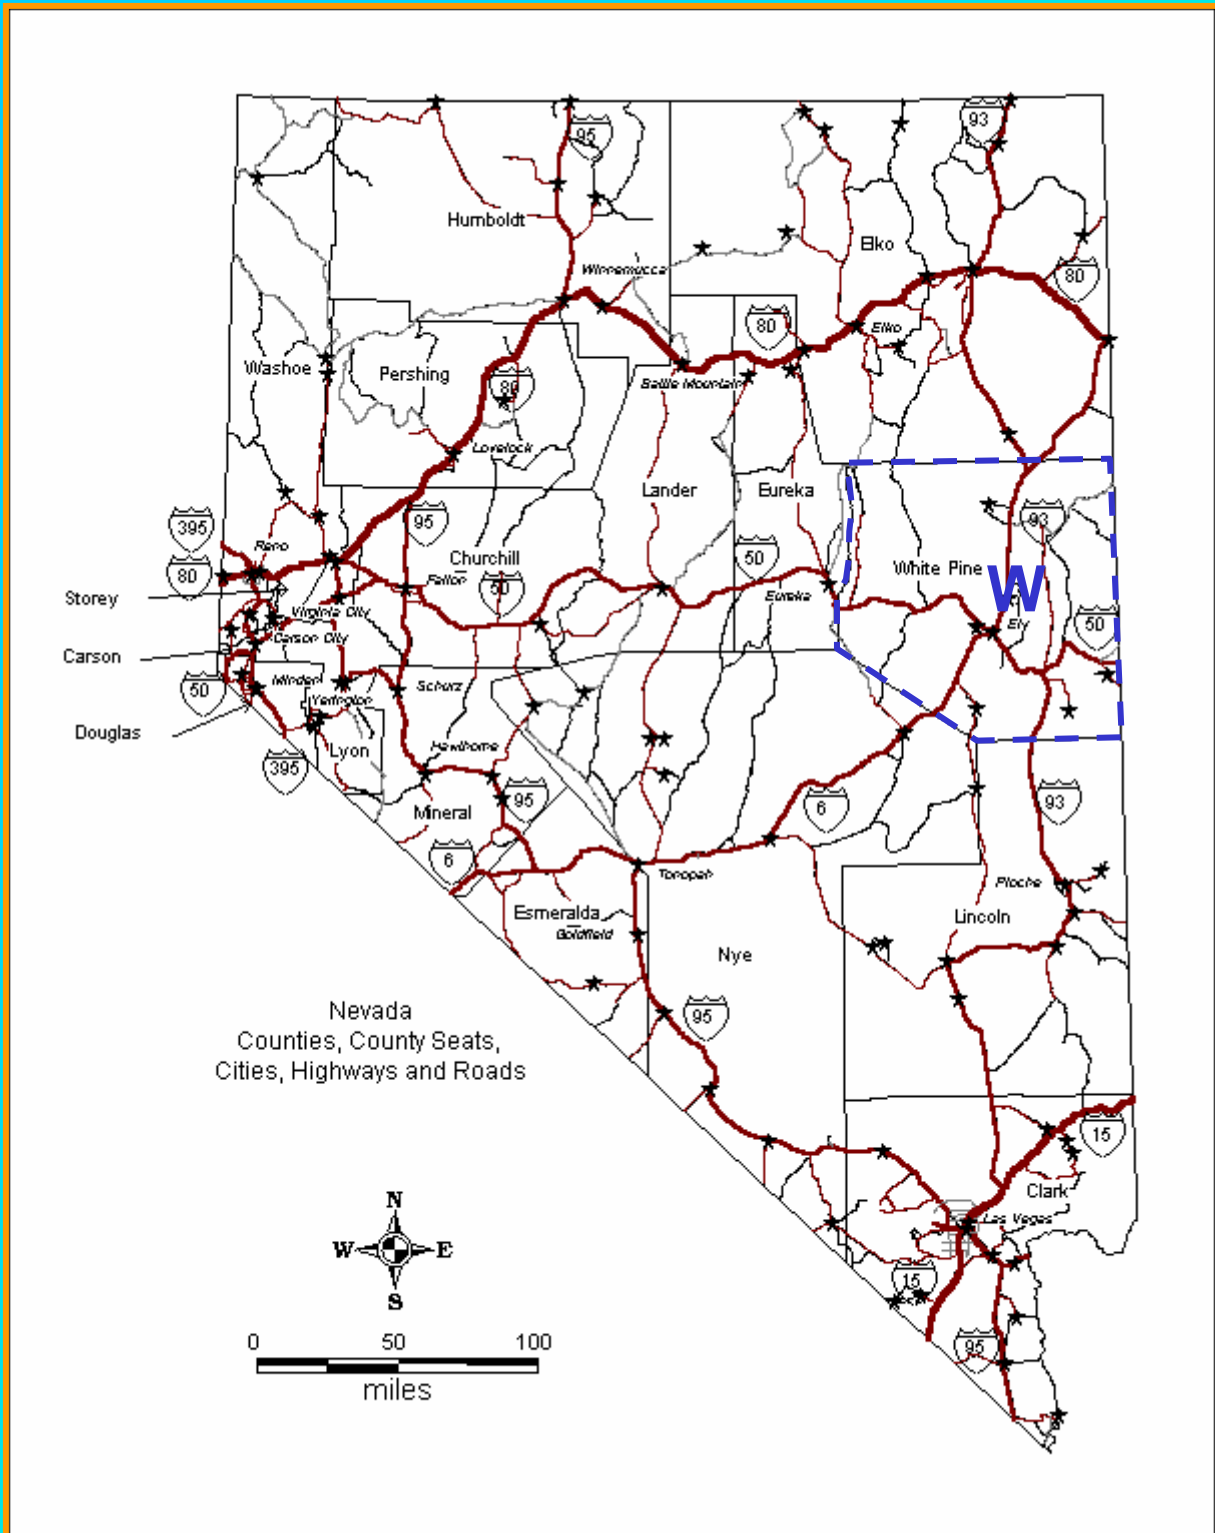 93
95
Humboldt
Elko
Winnemucca
80
80
Elko
Washoe
Pershing
80
Battle Mountain
Lovelock
Lander
Eureka
395
95
93
Reno
Churchill
50
80
Fallon
50
White Pine
W
Storey
Virginia City
Eureka
Ely
50
Carson City
Carson
Minden
Schurz
50
Yerington
Douglas
Hawthorne
Lyon
395
95
6
93
Mineral
6
Tonopah
Pioche
Esmeralda
Lincoln
Goldfield
Nye
Nevada
95
Counties, County Seats,
Cities, Highways and Roads
15
Clark
N
Las Vegas
W E
15
S
0 50 100
95
miles